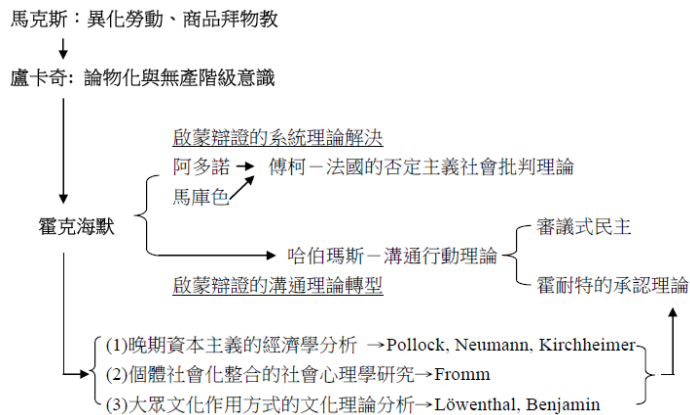 馬克斯：異化勞動、商品拜物教
盧卡奇: 論物化與無產階級意識
啟蒙辯證的系統理論解決
阿多諾 → 傅柯－法國的否定主義社會批判理論
馬庫色
霍克海默
審議式民主
哈伯瑪斯－溝通行動理論
啟蒙辯證的溝通理論轉型
霍耐特的承認理論
(1)晚期資本主義的經濟學分析 →Pollock, Neumann, Kirchheimer
(2)個體社會化整合的社會心理學研究→Fromm
(3)大眾文化作用方式的文化理論分析→Löwenthal, Benjamin